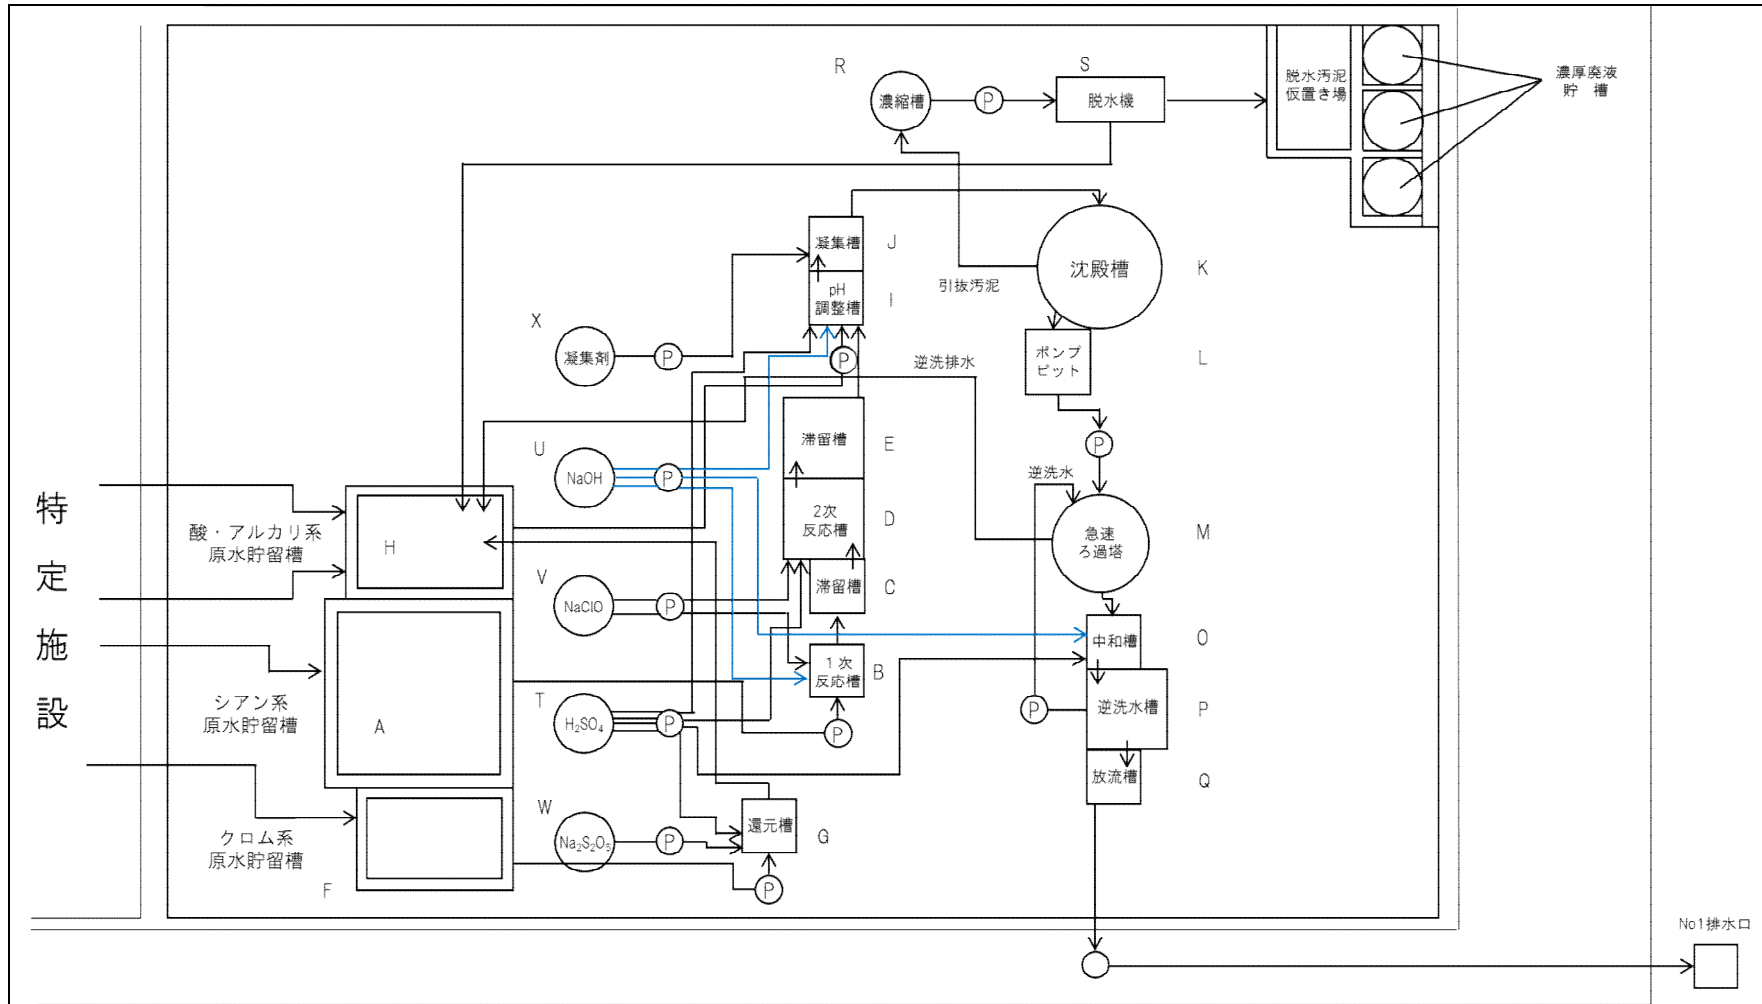 R
濃縮槽
P
S
脱水機
脱水汚泥
仮置き場
濃厚廃液
貯 槽
凝集槽
J
pH
調整槽
I
沈殿槽
K
引抜汚泥
X
凝集剤
P
P
逆洗排水
ポンプ
ピット
L
滞留槽
E
P
U
NaOH
P
逆洗水
2次
反応槽
D
急速
ろ過塔
M
特定施設
酸・アルカリ系
原水貯留槽
H
V
NaClO
P
滞留槽
C
中和槽
O
1次
反応槽
B
シアン系
原水貯留槽
A
T
H₂SO₄
P
P
P
逆洗水槽
P
放流槽
Q
クロム系
原水貯留槽
F
W
Na₂S₂O₅
P
還元槽
G
P
No1排水口